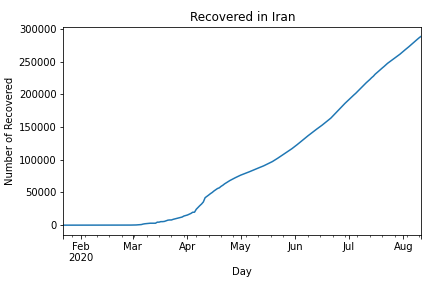 Recovered in Iran
Number of Recovered
300000
250000
200000
150000
100000
50000
0
Feb Mar Apr May Jun Jul Aug
2020
Day